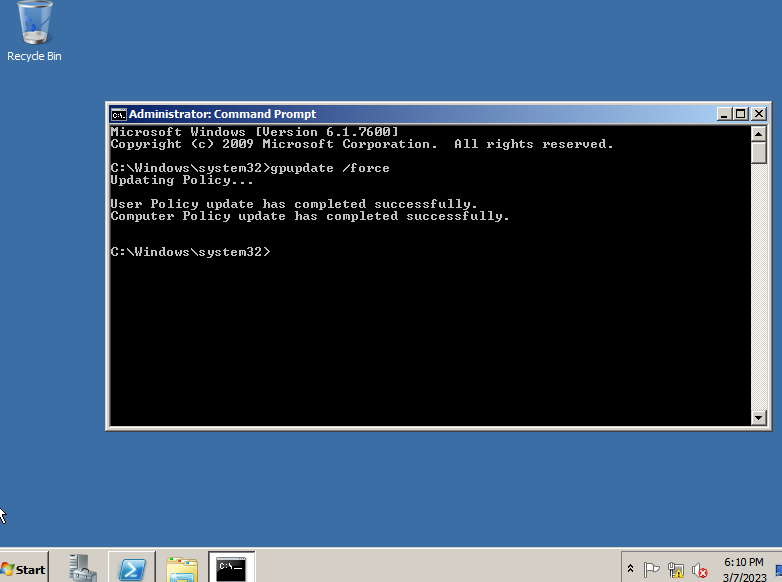 Recycle Bin
Administrator: Command Prompt
Microsoft Windows [Version 6.1.7600]
Copyright (c) 2009 Microsoft Corporation.  All rights reserved.
C:\Windows\system32>gpupdate /force
Updating Policy...
User Policy update has completed successfully.
Computer Policy update has completed successfully.
C:\Windows\system32>
Start
6:10 PM
3/7/2023